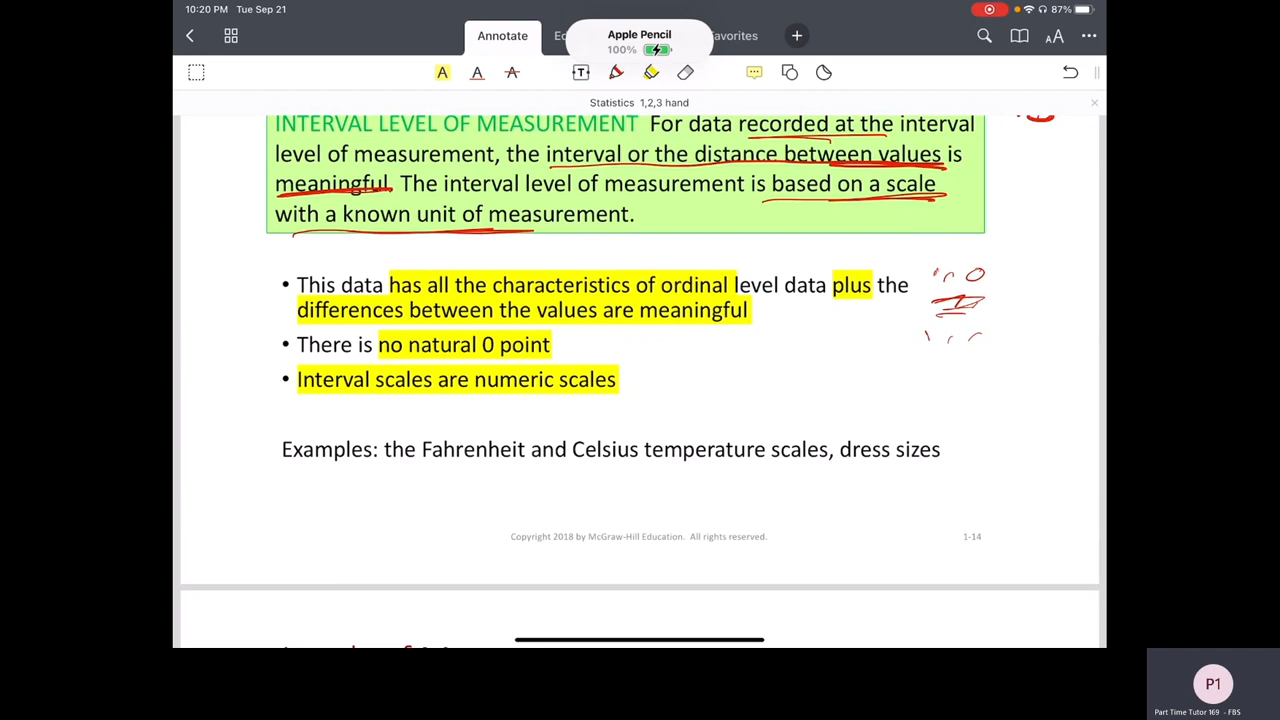 10:20 PM Tue Sep 21
87%
Annotate
Apple Pencil
100%
avorites
Statistics 1,2,3 hand
INTERVAL LEVEL OF MEASUREMENT For data recorded at the interval
level of measurement, the interval or the distance between values is
meaningful. The interval level of measurement is based on a scale
with a known unit of measurement.
• This data has all the characteristics of ordinal level data plus the
differences between the values are meaningful
• There is no natural 0 point
• Interval scales are numeric scales
Examples: the Fahrenheit and Celsius temperature scales, dress sizes
Copyright 2018 by McGraw-Hill Education. All rights reserved.
1-14
P1
Part Time Tutor 169 - FBS